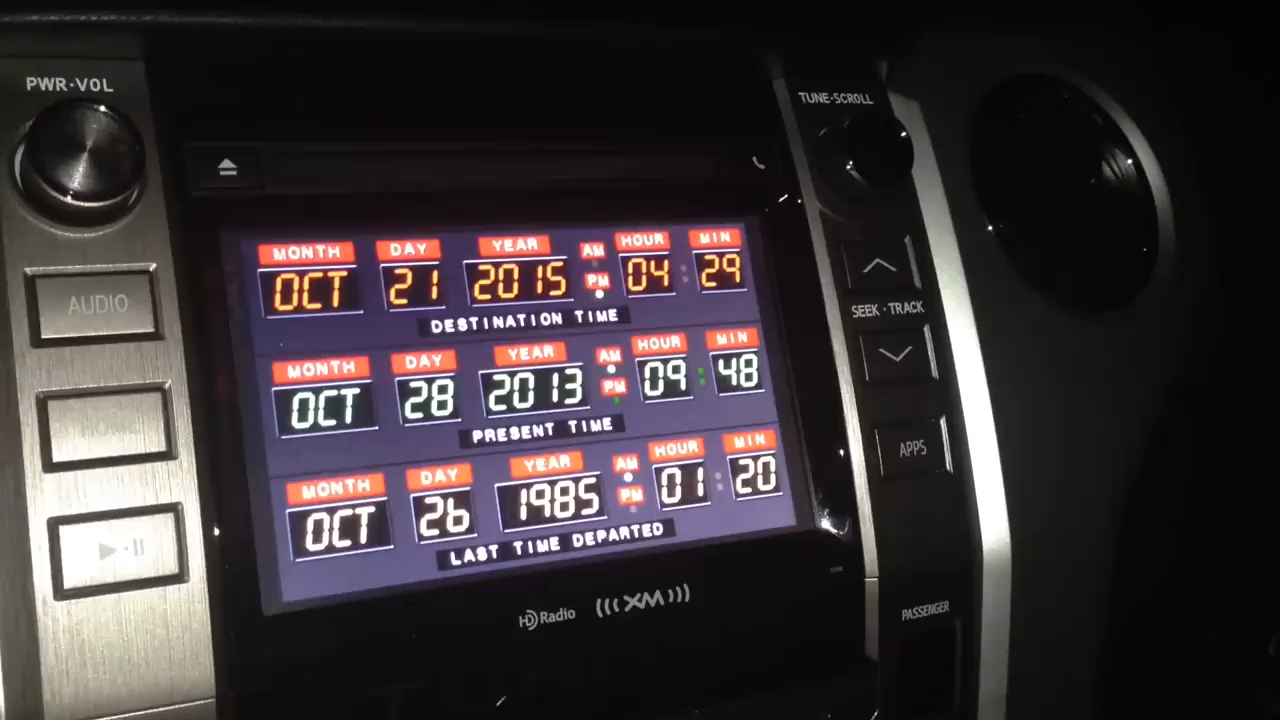 PWR·VOL
TUNE·SCROLL
AUDIO
SEEK·TRACK
APPS
PASSENGER
MONTH DAY YEAR AM HOUR MIN
PM
OCT 21 2015 04:29
DESTINATION TIME
MONTH DAY YEAR AM HOUR MIN
PM
OCT 28 2013 09:48
PRESENT TIME
MONTH DAY YEAR AM HOUR MIN
PM
OCT 26 1985 01:20
LAST TIME DEPARTED
HD Radio (((XM)))